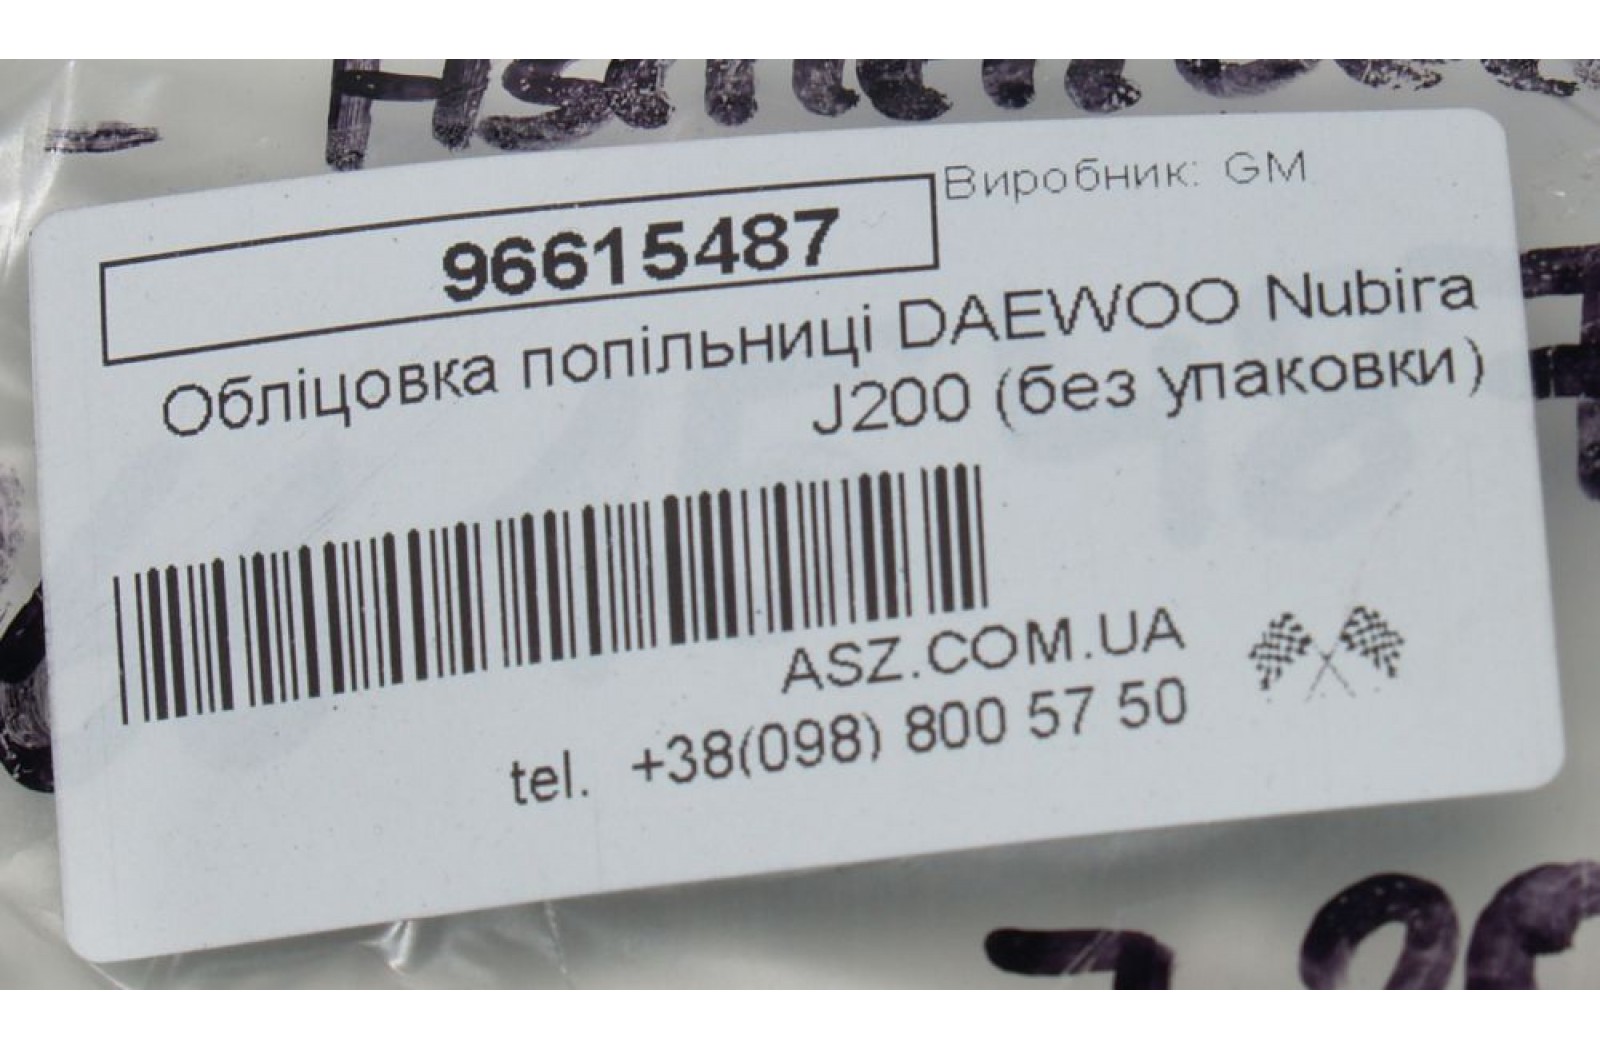 96615487
Виробник: GM
Обліцовка попільниці DAEWOO Nubira
J200 (без упаковки)
ASZ.COM.UA
tel. +38(098) 800 57 50